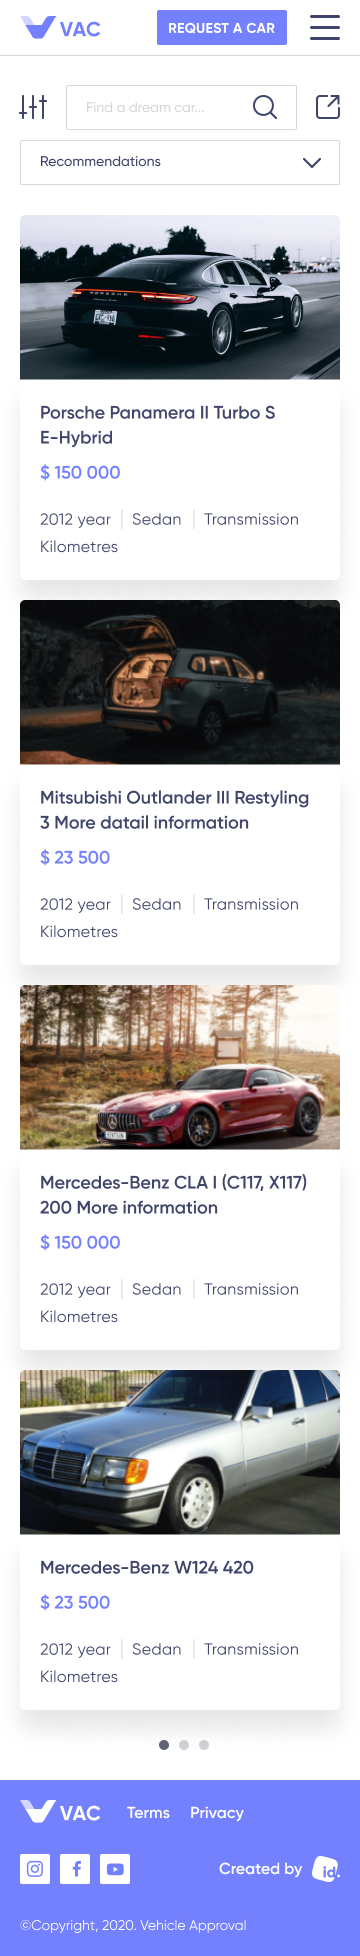 VAC
REQUEST A CAR
Find a dream car...
Recommendations
PORSCHE
Porsche Panamera II Turbo S
E-Hybrid
$ 150 000
2012 year | Sedan | Transmission
Kilometres
Mitsubishi Outlander III Restyling
3 More datail information
$ 23 500
2012 year | Sedan | Transmission
Kilometres
Mercedes-Benz CLA I (C117, X117)
200 More information
$ 150 000
2012 year | Sedan | Transmission
Kilometres
Mercedes-Benz W124 420
$ 23 500
2012 year | Sedan | Transmission
Kilometres
VAC Terms Privacy
Created by id.
©Copyright, 2020. Vehicle Approval